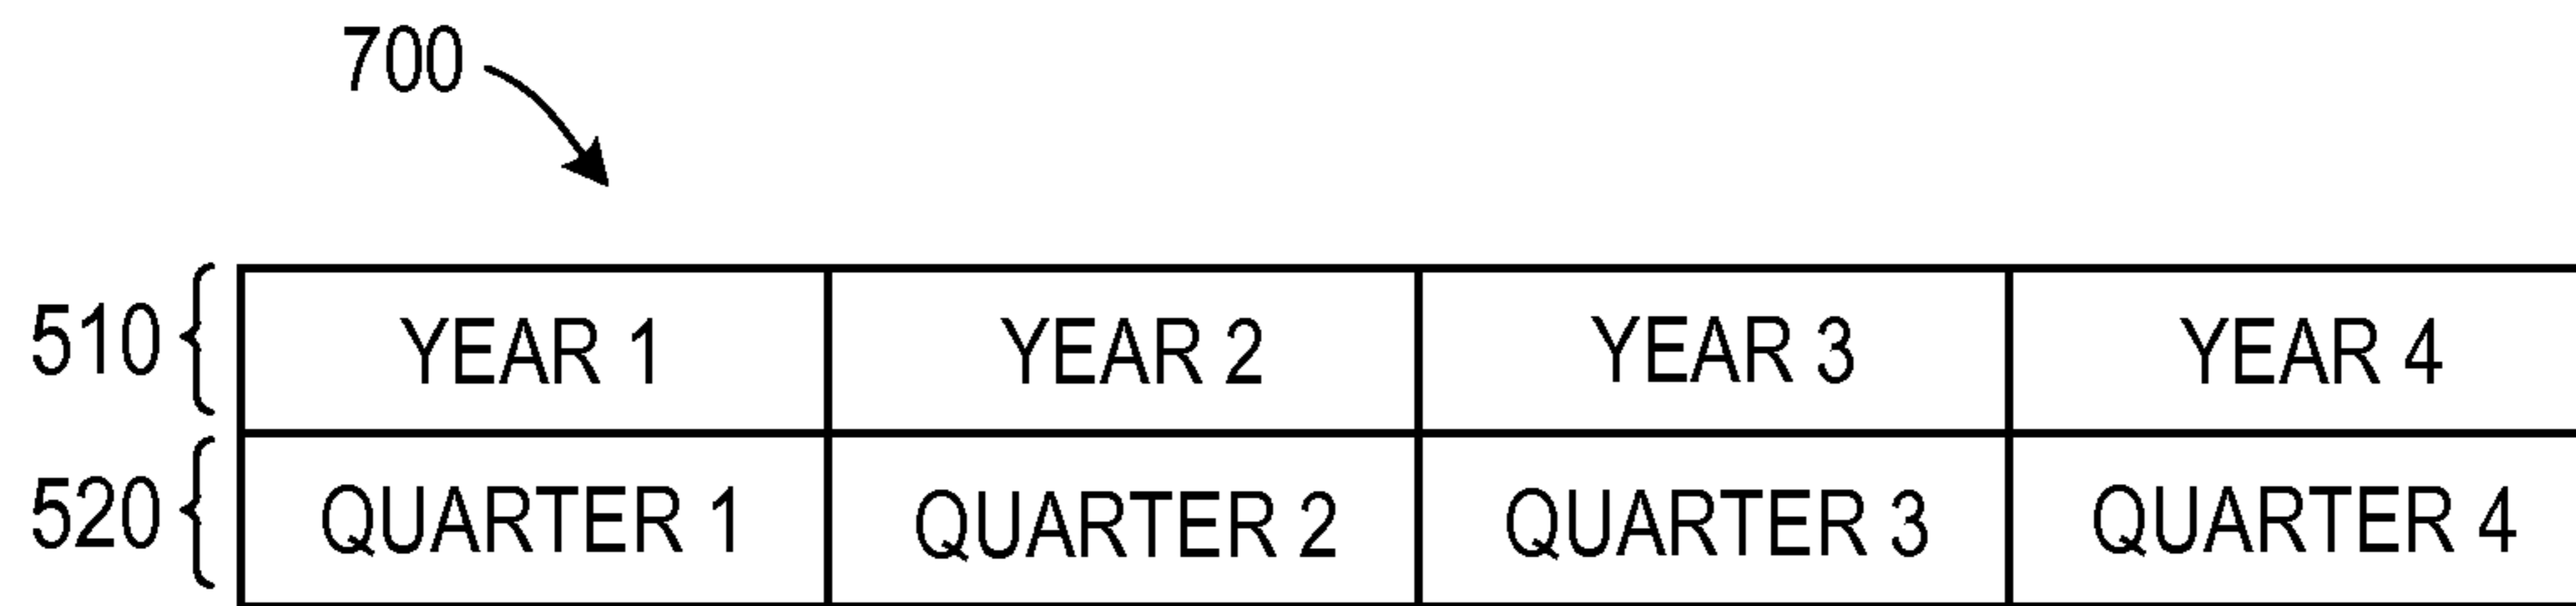 700
510 YEAR 1 YEAR 2 YEAR 3 YEAR 4
520 QUARTER 1 QUARTER 2 QUARTER 3 QUARTER 4